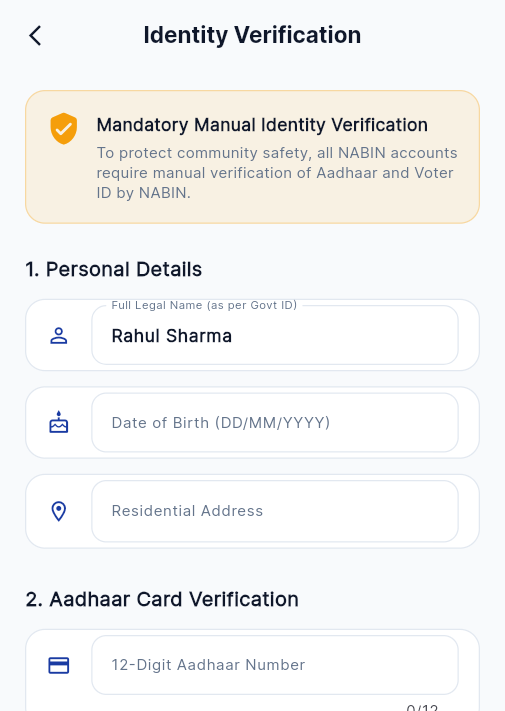 Identity Verification
Mandatory Manual Identity Verification
To protect community safety, all NABIN accounts
require manual verification of Aadhaar and Voter
ID by NABIN.
1. Personal Details
Full Legal Name (as per Govt ID)
Rahul Sharma
Date of Birth (DD/MM/YYYY)
Residential Address
2. Aadhaar Card Verification
12-Digit Aadhaar Number
0/12